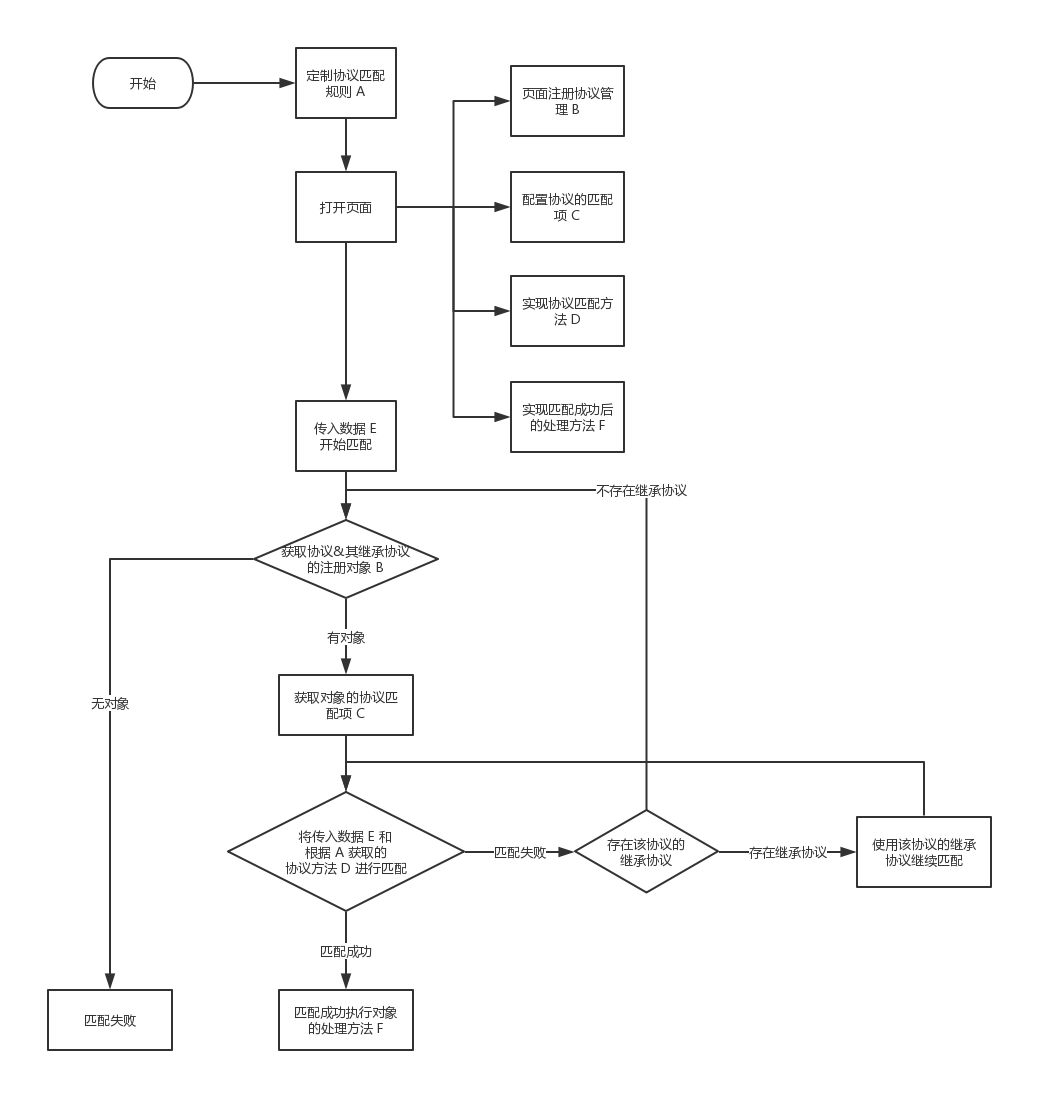 开始
定制协议匹配
规则 A
页面注册协议管
理 B
打开页面
配置协议的匹配
项 C
实现协议匹配方
法 D
实现匹配成功后
的处理方法 F
传入数据 E
开始匹配
不存在继承协议
获取协议&其继承协议
的注册对象 B
有对象
无对象
获取对象的协议匹
配项 C
将传入数据 E 和
根据 A 获取的
协议方法 D 进行匹配
匹配失败
存在该协议的
继承协议
存在继承协议
使用该协议的继承
协议继续匹配
匹配成功
匹配失败
匹配成功执行对象
的处理方法 F